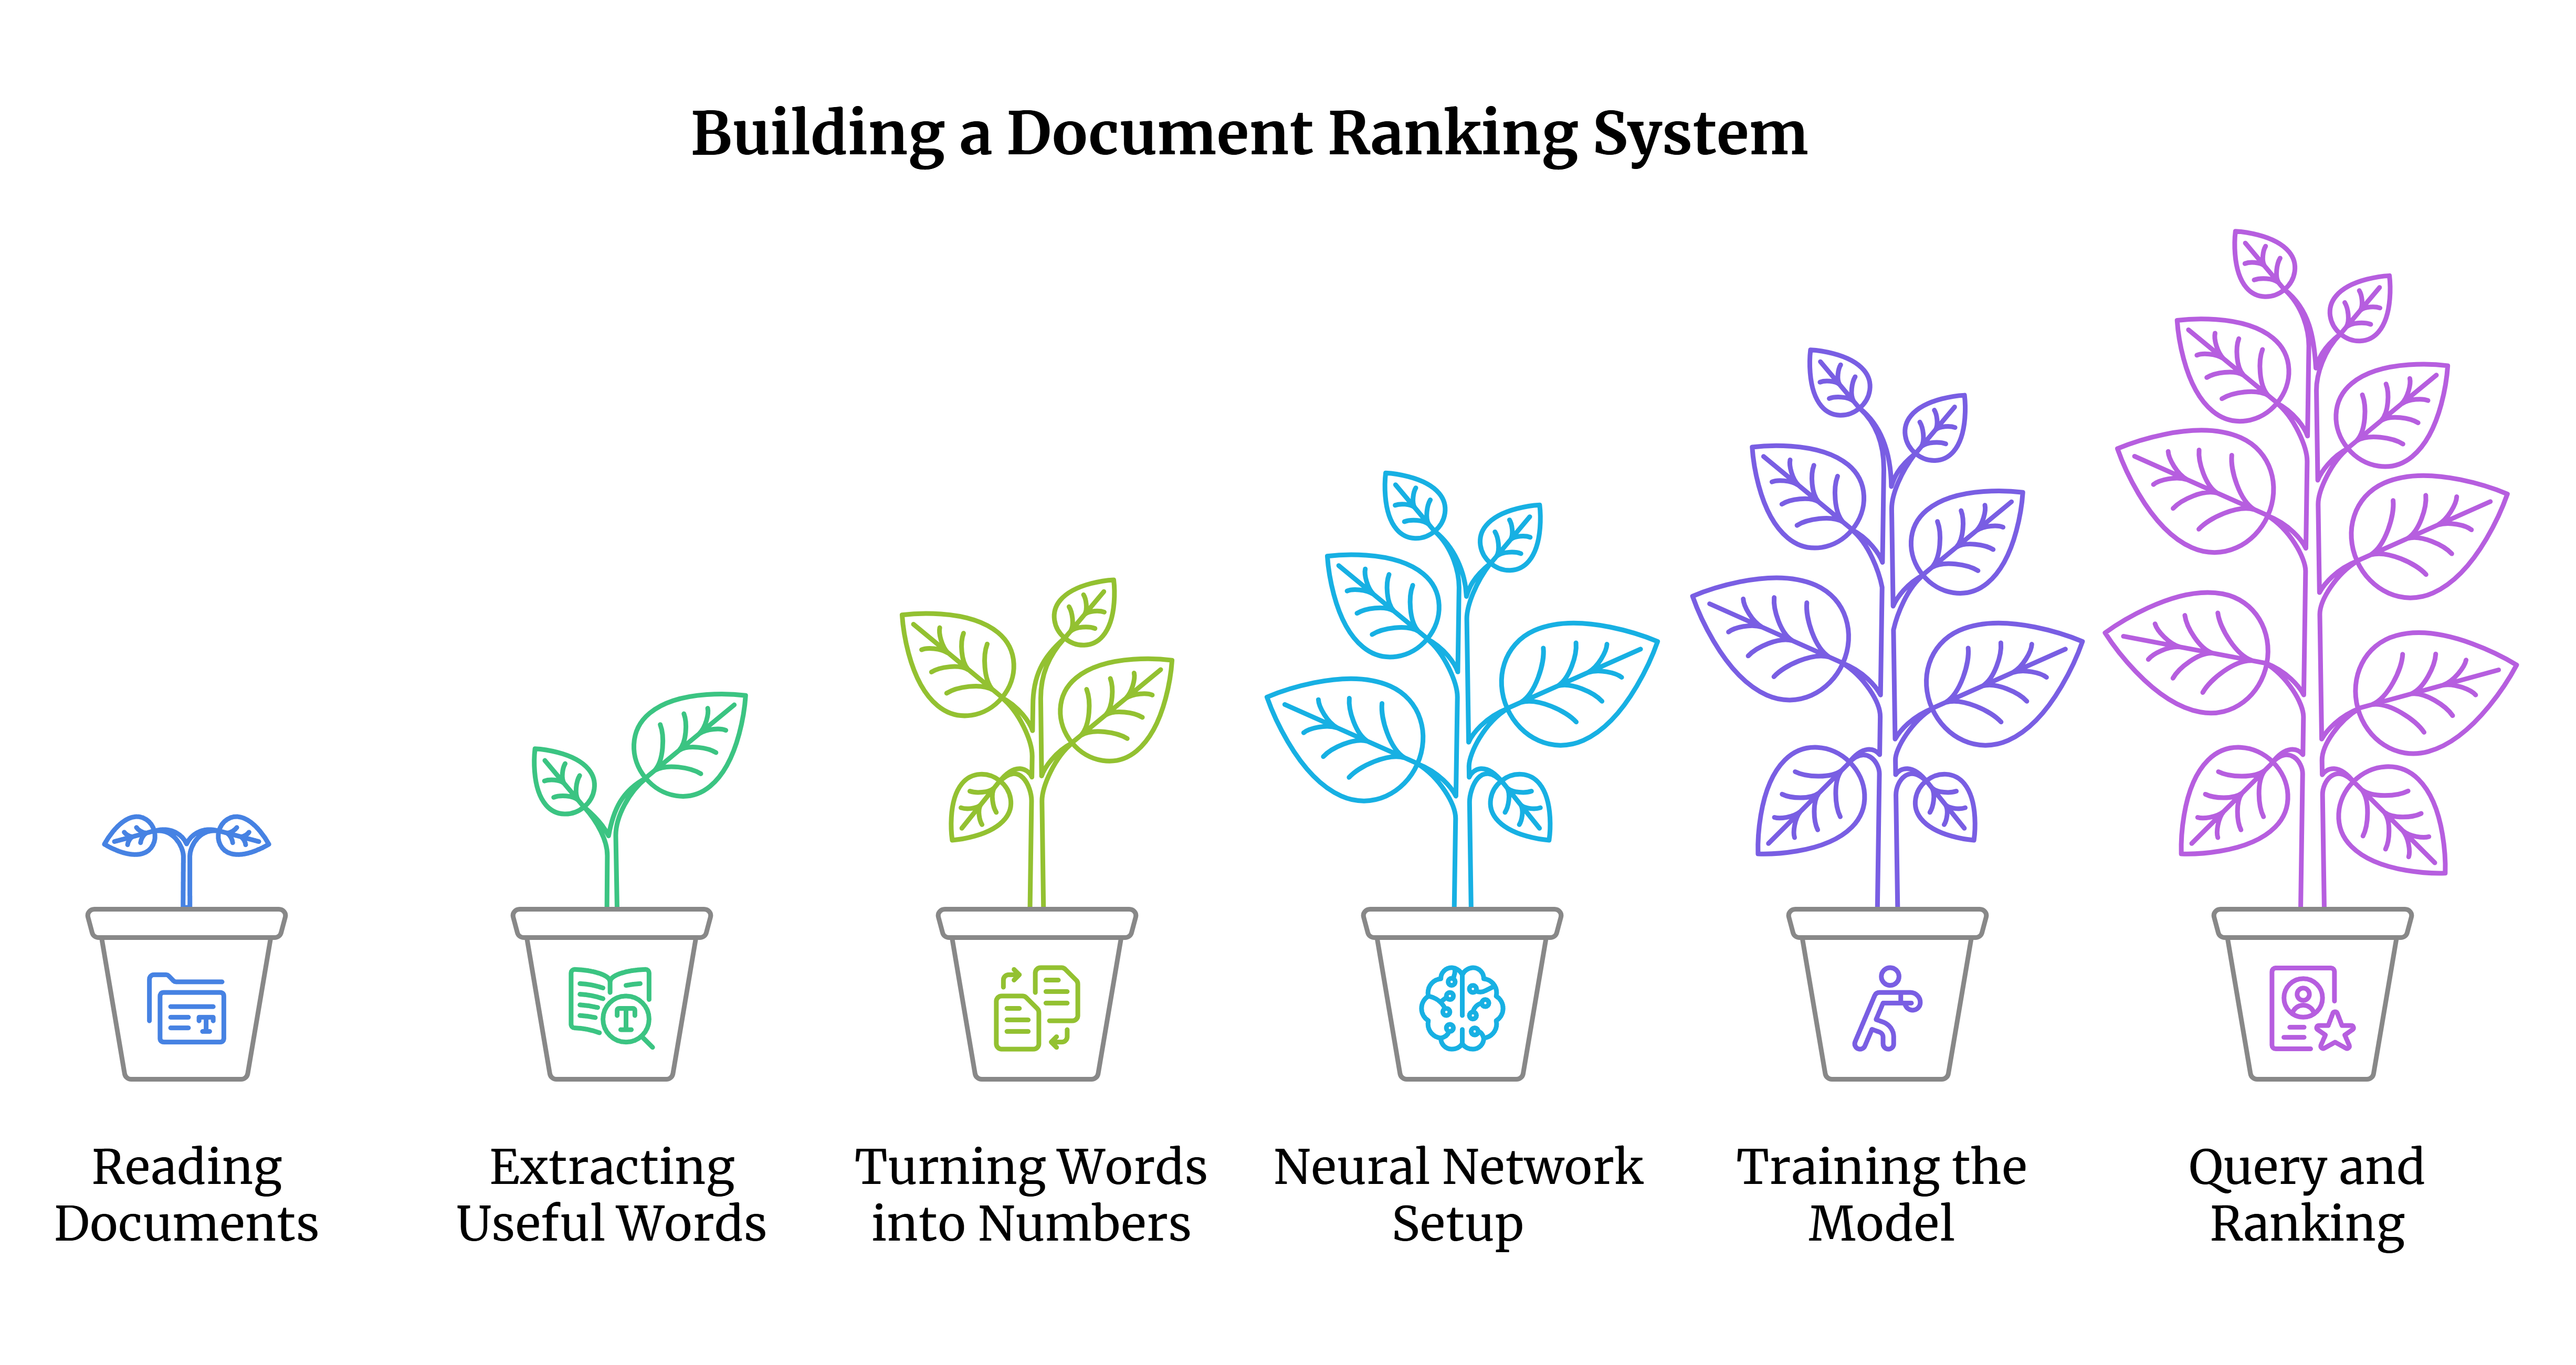 Building a Document Ranking System
Reading
Documents
Extracting
Useful Words
Turning Words
into Numbers
Neural Network
Setup
Training the
Model
Query and
Ranking
T
T